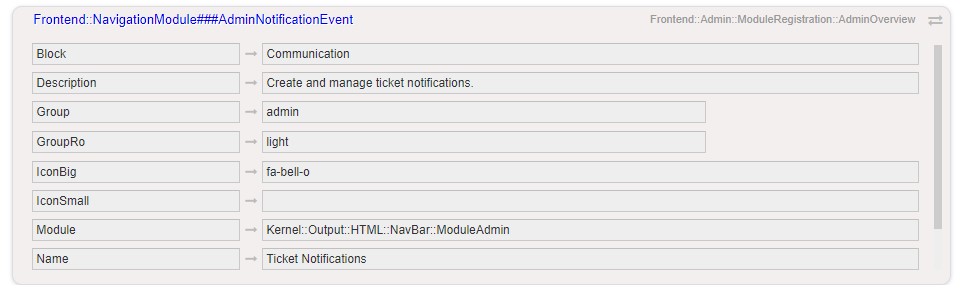 Frontend::NavigationModule###AdminNotificationEvent Frontend::Admin::ModuleRegistration::AdminOverview
Block Communication
Description Create and manage ticket notifications.
Group admin
GroupRo light
IconBig fa-bell-o
IconSmall
Module Kernel::Output::HTML::NavBar::ModuleAdmin
Name Ticket Notifications